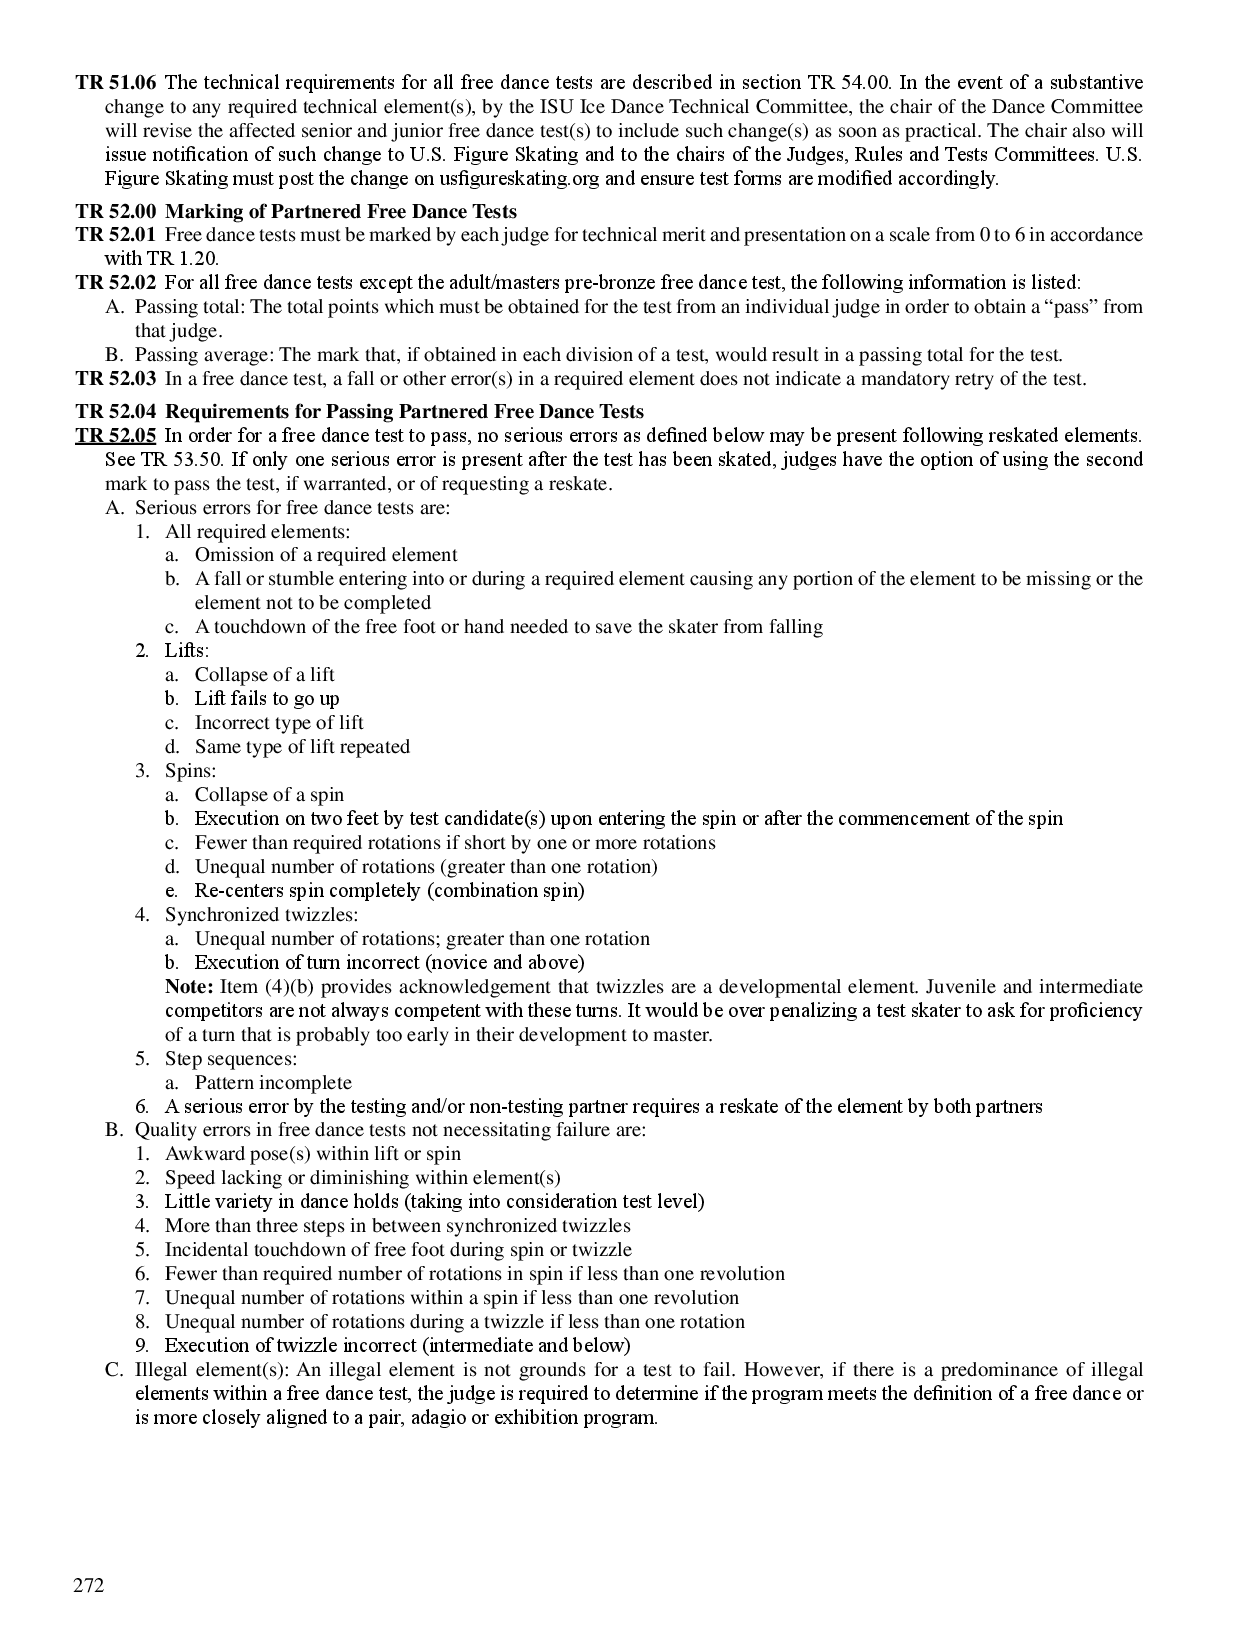 TR 51.06 The technical requirements for all free dance tests are described in section TR 54.00. In the event of a substantive
change to any required technical element(s), by the ISU Ice Dance Technical Committee, the chair of the Dance Committee
will revise the affected senior and junior free dance test(s) to include such change(s) as soon as practical. The chair also will
issue notification of such change to U.S. Figure Skating and to the chairs of the Judges, Rules and Tests Committees. U.S.
Figure Skating must post the change on usfigureskating.org and ensure test forms are modified accordingly.
TR 52.00 Marking of Partnered Free Dance Tests
TR 52.01 Free dance tests must be marked by each judge for technical merit and presentation on a scale from 0 to 6 in accordance
with TR 1.20.
TR 52.02 For all free dance tests except the adult/masters pre-bronze free dance test, the following information is listed:
A. Passing total: The total points which must be obtained for the test from an individual judge in order to obtain a “pass” from
that judge.
B. Passing average: The mark that, if obtained in each division of a test, would result in a passing total for the test.
TR 52.03 In a free dance test, a fall or other error(s) in a required element does not indicate a mandatory retry of the test.
TR 52.04 Requirements for Passing Partnered Free Dance Tests
TR 52.05 In order for a free dance test to pass, no serious errors as defined below may be present following reskated elements.
See TR 53.50. If only one serious error is present after the test has been skated, judges have the option of using the second
mark to pass the test, if warranted, or of requesting a reskate.
A. Serious errors for free dance tests are:
1. All required elements:
a. Omission of a required element
b. A fall or stumble entering into or during a required element causing any portion of the element to be missing or the
element not to be completed
c. A touchdown of the free foot or hand needed to save the skater from falling
2. Lifts:
a. Collapse of a lift
b. Lift fails to go up
c. Incorrect type of lift
d. Same type of lift repeated
3. Spins:
a. Collapse of a spin
b. Execution on two feet by test candidate(s) upon entering the spin or after the commencement of the spin
c. Fewer than required rotations if short by one or more rotations
d. Unequal number of rotations (greater than one rotation)
e. Re-centers spin completely (combination spin)
4. Synchronized twizzles:
a. Unequal number of rotations; greater than one rotation
b. Execution of turn incorrect (novice and above)
Note: Item (4)(b) provides acknowledgement that twizzles are a developmental element. Juvenile and intermediate
competitors are not always competent with these turns. It would be over penalizing a test skater to ask for proficiency
of a turn that is probably too early in their development to master.
5. Step sequences:
a. Pattern incomplete
6. A serious error by the testing and/or non-testing partner requires a reskate of the element by both partners
B. Quality errors in free dance tests not necessitating failure are:
1. Awkward pose(s) within lift or spin
2. Speed lacking or diminishing within element(s)
3. Little variety in dance holds (taking into consideration test level)
4. More than three steps in between synchronized twizzles
5. Incidental touchdown of free foot during spin or twizzle
6. Fewer than required number of rotations in spin if less than one revolution
7. Unequal number of rotations within a spin if less than one revolution
8. Unequal number of rotations during a twizzle if less than one rotation
9. Execution of twizzle incorrect (intermediate and below)
C. Illegal element(s): An illegal element is not grounds for a test to fail. However, if there is a predominance of illegal
elements within a free dance test, the judge is required to determine if the program meets the definition of a free dance or
is more closely aligned to a pair, adagio or exhibition program.
272